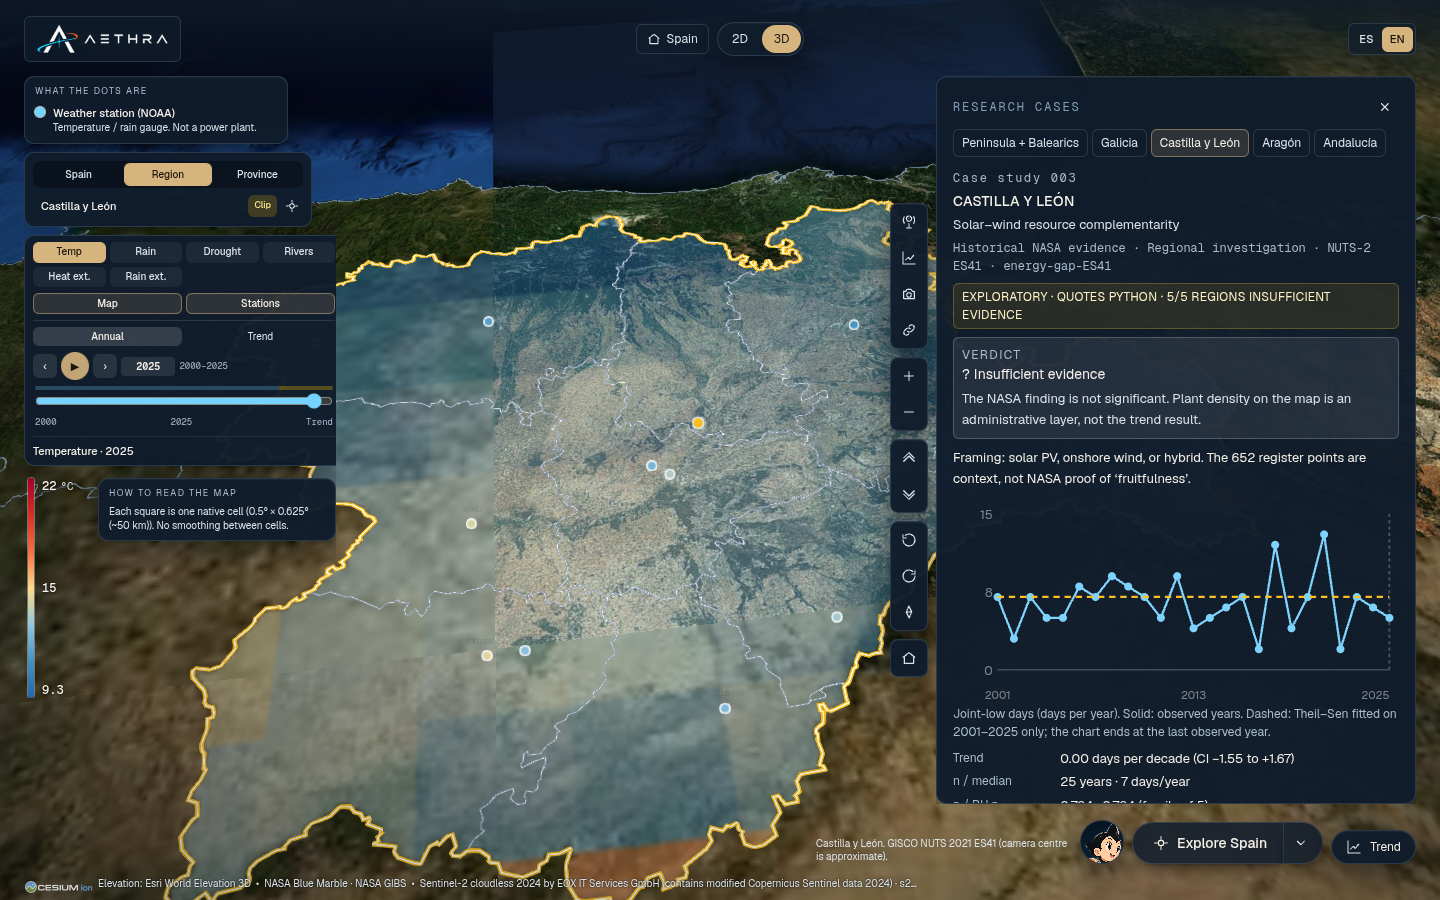 AETHRA
Spain
2D
3D
ES
EN
WHAT THE DOTS ARE
Weather station (NOAA)
Temperature / rain gauge. Not a power plant.
Spain
Region
Province
Castilla y León
Clip
Temp
Rain
Drought
Rivers
Heat ext.
Rain ext.
Map
Stations
Annual
Trend
2025
2000–2025
2000
2025
Trend
Temperature · 2025
22 °C
15
9.3
HOW TO READ THE MAP
Each square is one native cell (0.5° × 0.625°
(~50 km)). No smoothing between cells.
RESEARCH CASES
Peninsula + Balearics
Galicia
Castilla y León
Aragón
Andalucía
Case study 003
CASTILLA Y LEÓN
Solar–wind resource complementarity
Historical NASA evidence · Regional investigation · NUTS-2
ES41 · energy-gap-ES41
EXPLORATORY · QUOTES PYTHON · 5/5 REGIONS INSUFFICIENT
EVIDENCE
VERDICT
? Insufficient evidence
The NASA finding is not significant. Plant density on the map is an
administrative layer, not the trend result.
Framing: solar PV, onshore wind, or hybrid. The 652 register points are
context, not NASA proof of ‘fruitfulness’.
15
8
0
2001
2013
2025
Joint-low days (days per year). Solid: observed years. Dashed: Theil–Sen fitted on
2001–2025 only; the chart ends at the last observed year.
Trend
0.00 days per decade (CI −1.55 to +1.67)
n / median
25 years · 7 days/year
Castilla y León. GISCO NUTS 2021 ES41 (camera centre
is approximate).
Explore Spain
Trend
CESIUM ion
Elevation: Esri World Elevation 3D • NASA Blue Marble · NASA GIBS • Sentinel-2 cloudless 2024 by EOX IT Services GmbH (contains modified Copernicus Sentinel data 2024) · s2…